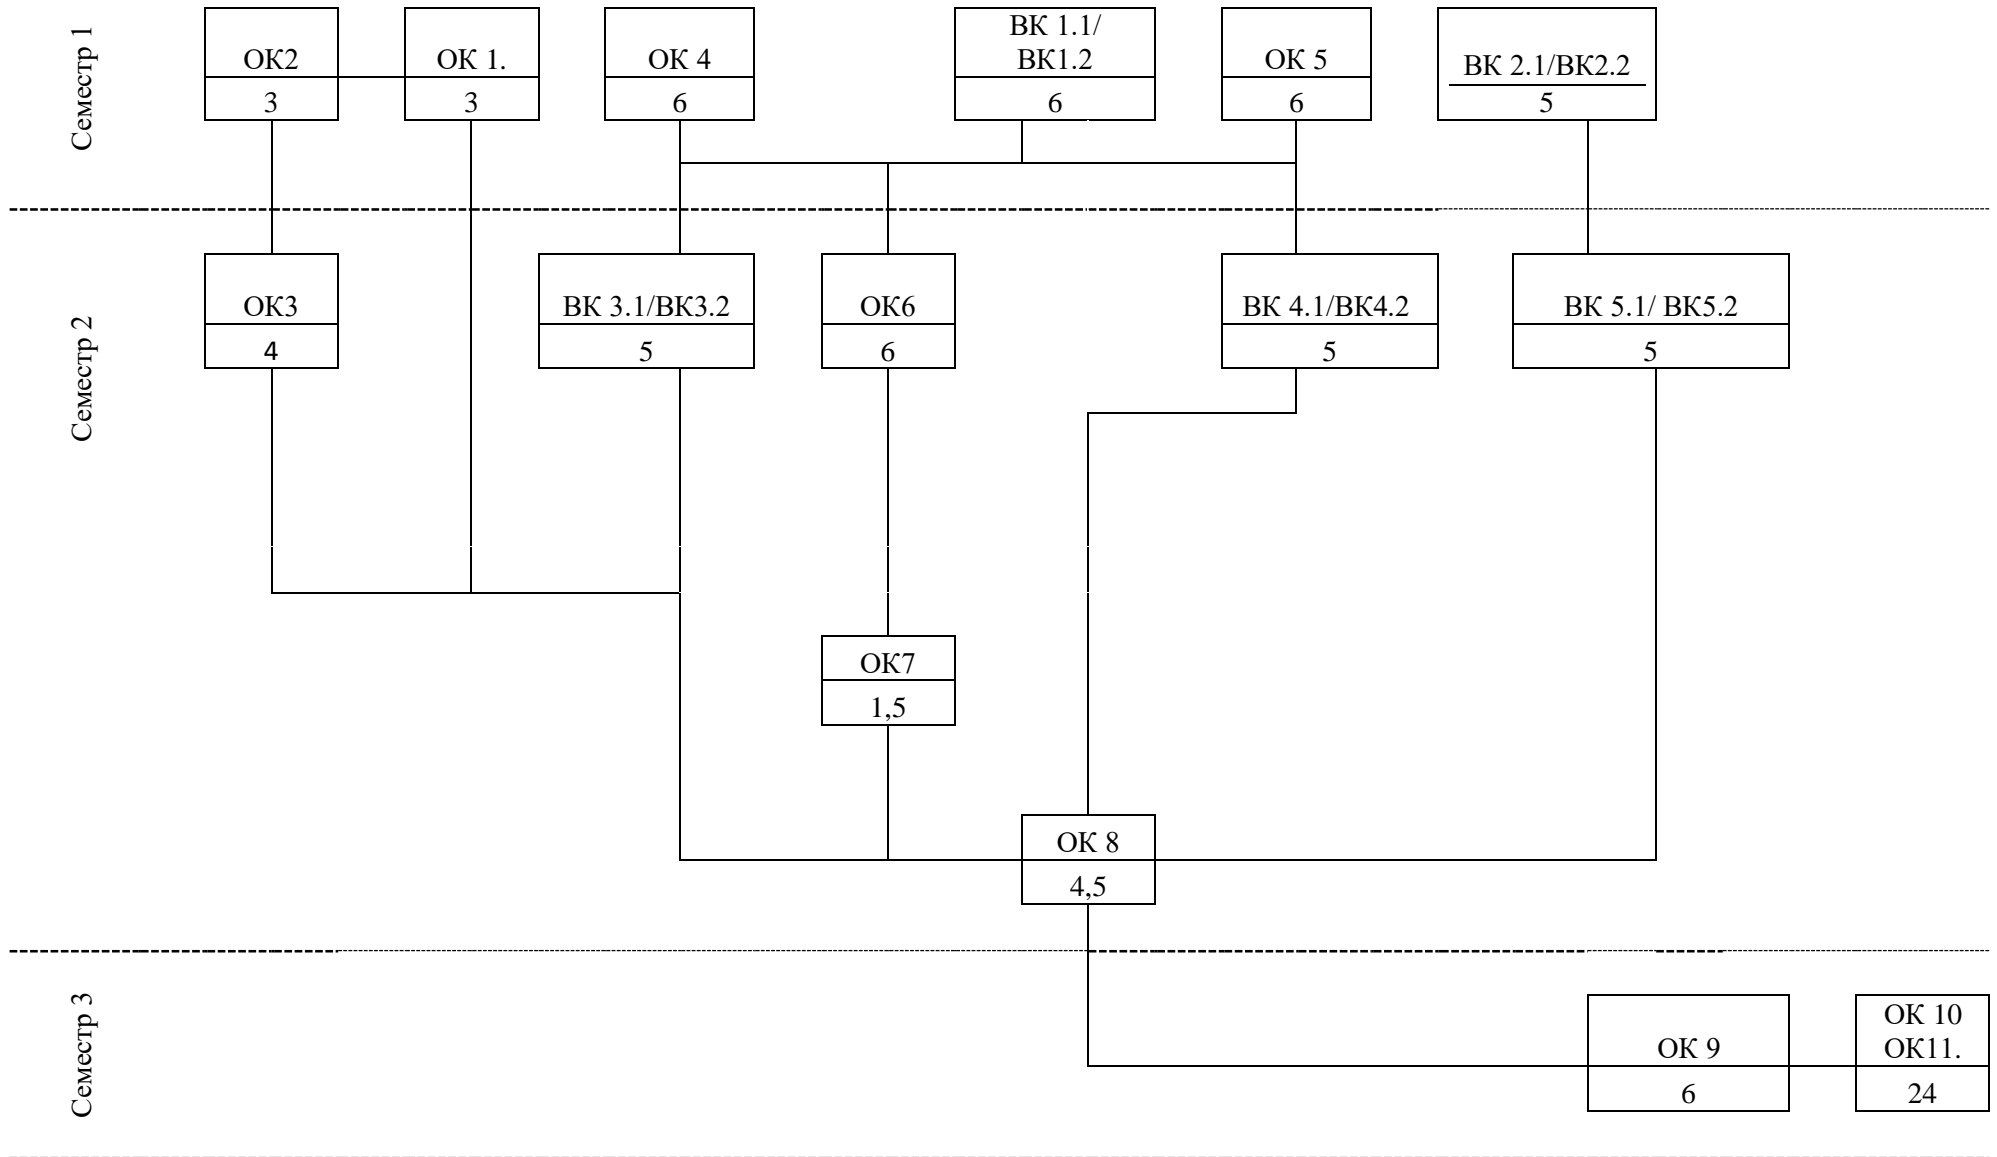 Семестр 1
ОК2
3
ОК 1.
3
ОК 4
6
ВК 1.1/
ВК1.2
6
ОК 5
6
ВК 2.1/ВК2.2
5
Семестр 2
ОК3
4
ВК 3.1/ВК3.2
5
ОК6
6
ВК 4.1/ВК4.2
5
ВК 5.1/ ВК5.2
5
ОК7
1,5
ОК 8
4,5
Семестр 3
ОК 9
6
ОК 10
ОК11.
24